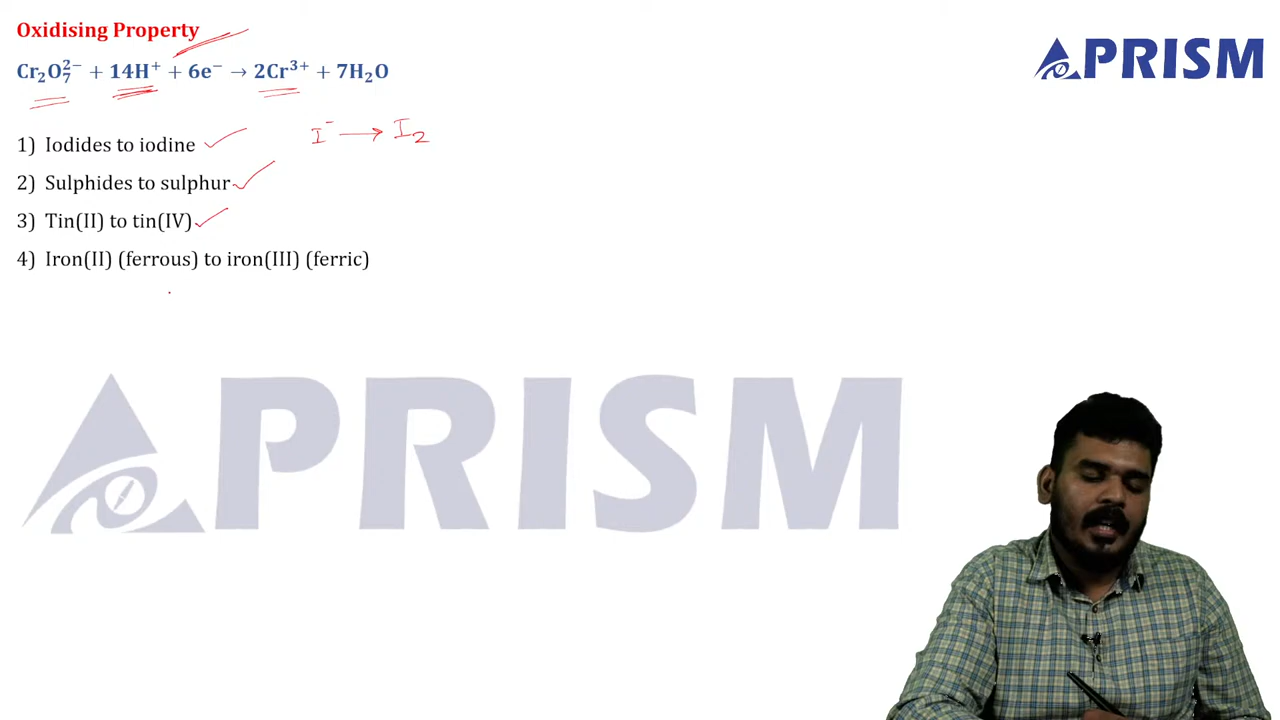 Oxidising Property
PRISM
Cr₂O₇²⁻ + 14H⁺ + 6e⁻ → 2Cr³⁺ + 7H₂O
I⁻ → I₂
1) Iodides to iodine
2) Sulphides to sulphur
3) Tin(II) to tin(IV)
4) Iron(II) (ferrous) to iron(III) (ferric)
PRISM